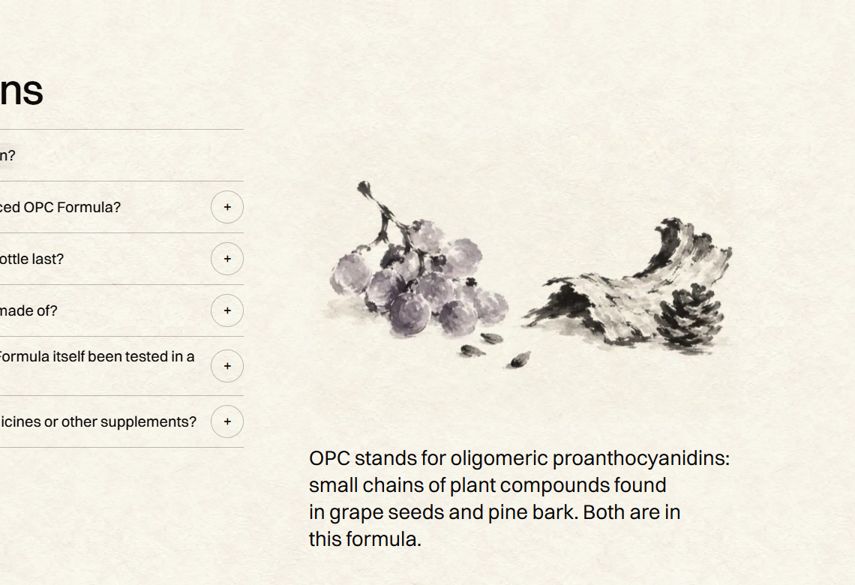 ns
n?
ced OPC Formula?
+
ottle last?
+
made of?
+
Formula itself been tested in a
+
icines or other supplements?
+
OPC stands for oligomeric proanthocyanidins:
small chains of plant compounds found
in grape seeds and pine bark. Both are in
this formula.